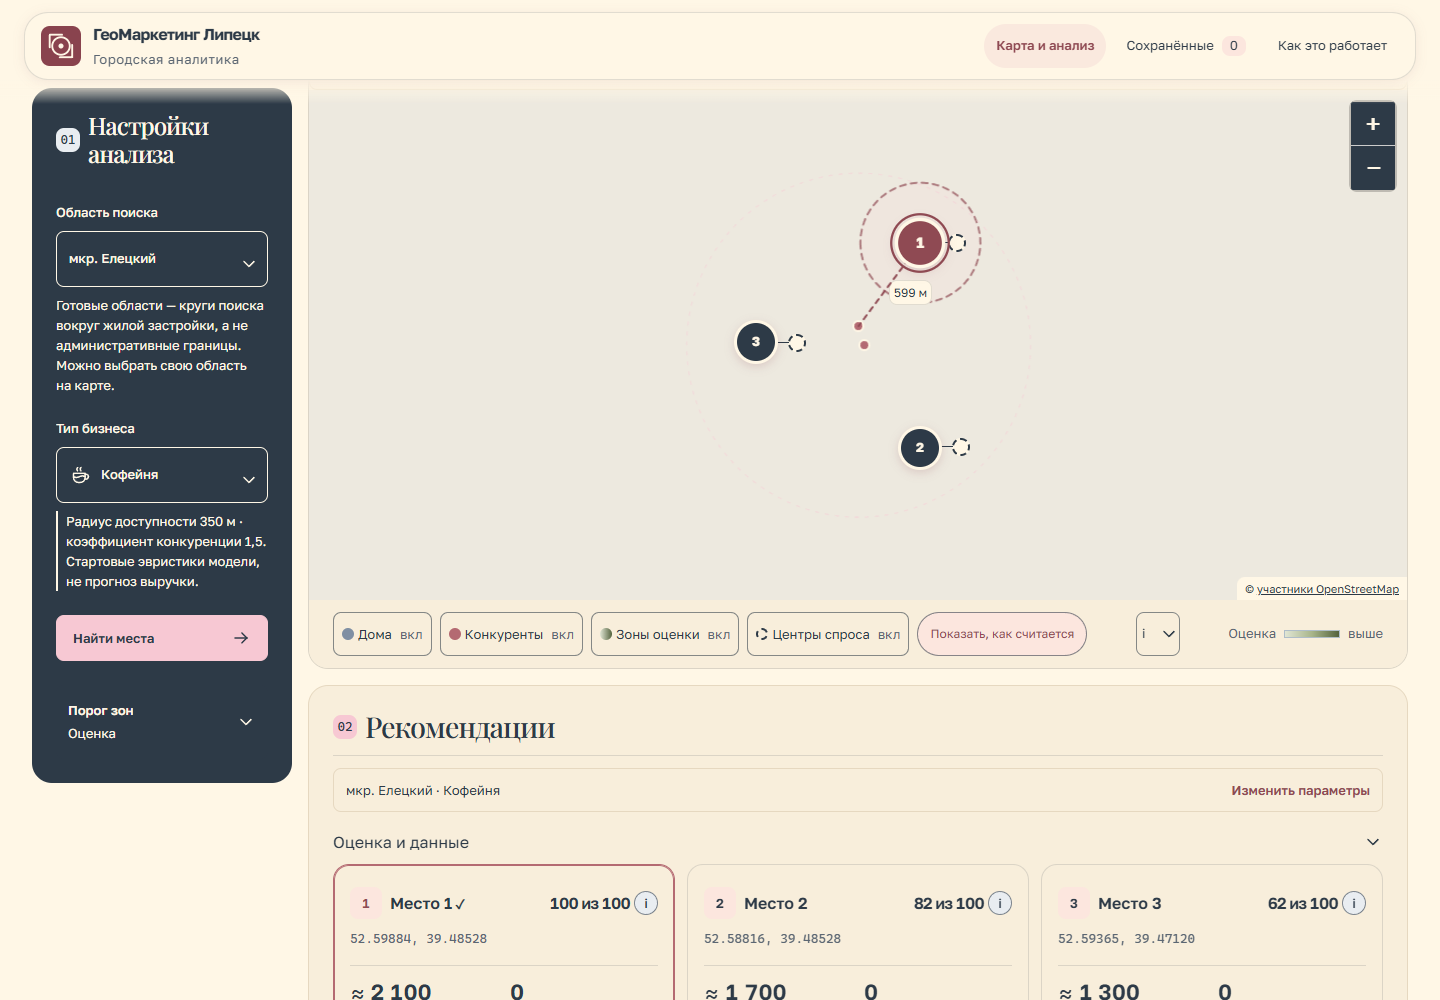 ГеоМаркетинг Липецк
Городская аналитика
Карта и анализ
Сохранённые 0
Как это работает
01 Настройки
анализа
Область поиска
мкр. Елецкий
Готовые области — круги поиска
вокруг жилой застройки, а не
административные границы.
Можно выбрать свою область
на карте.
Тип бизнеса
Кофейня
Радиус доступности 350 м ·
коэффициент конкуренции 1,5.
Стартовые эвристики модели,
не прогноз выручки.
Найти места
Порог зон
Оценка
+
−
1
599 м
3
2
© участники OpenStreetMap
Дома вкл
Конкуренты вкл
Зоны оценки вкл
Центры спроса вкл
Показать, как считается
i
Оценка выше
02 Рекомендации
мкр. Елецкий · Кофейня
Изменить параметры
Оценка и данные
1 Место 1 ✓ 100 из 100 i
52.59884, 39.48528
≈ 2 100 0
2 Место 2 82 из 100 i
52.58816, 39.48528
≈ 1 700 0
3 Место 3 62 из 100 i
52.59365, 39.47120
≈ 1 300 0